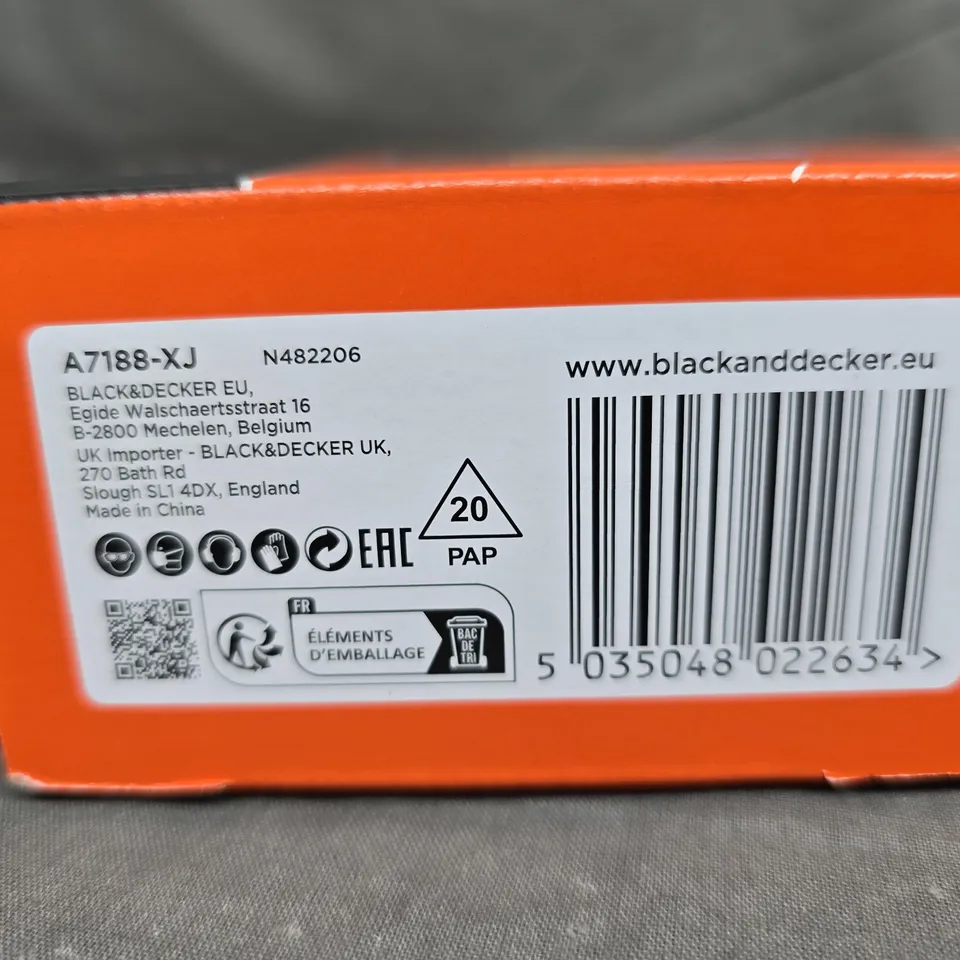 A7188-XJ N482206
BLACK&DECKER EU,
Egide Walschaertsstraat 16
B-2800 Mechelen, Belgium
UK Importer - BLACK&DECKER UK,
270 Bath Rd
Slough SL1 4DX, England
Made in China
EAC
20
PAP
FR
ÉLÉMENTS
D'EMBALLAGE
BAC
DE
TRI
www.blackanddecker.eu
5 035048 022634 >